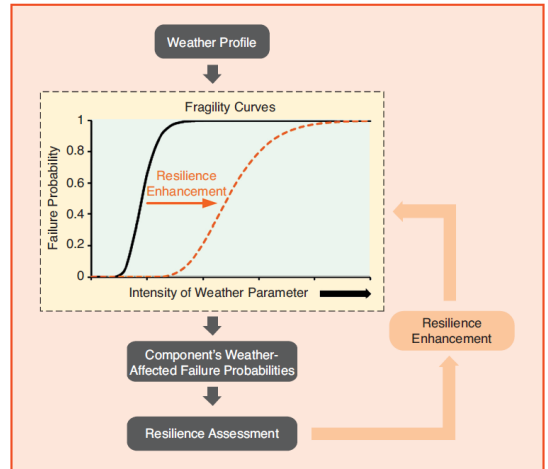 Weather Profile
Fragility Curves
1
0.8
0.6
0.4
0.2
0
Failure Probability
Resilience
Enhancement
Intensity of Weather Parameter
Component's Weather-
Affected Failure Probabilities
Resilience Assessment
Resilience
Enhancement